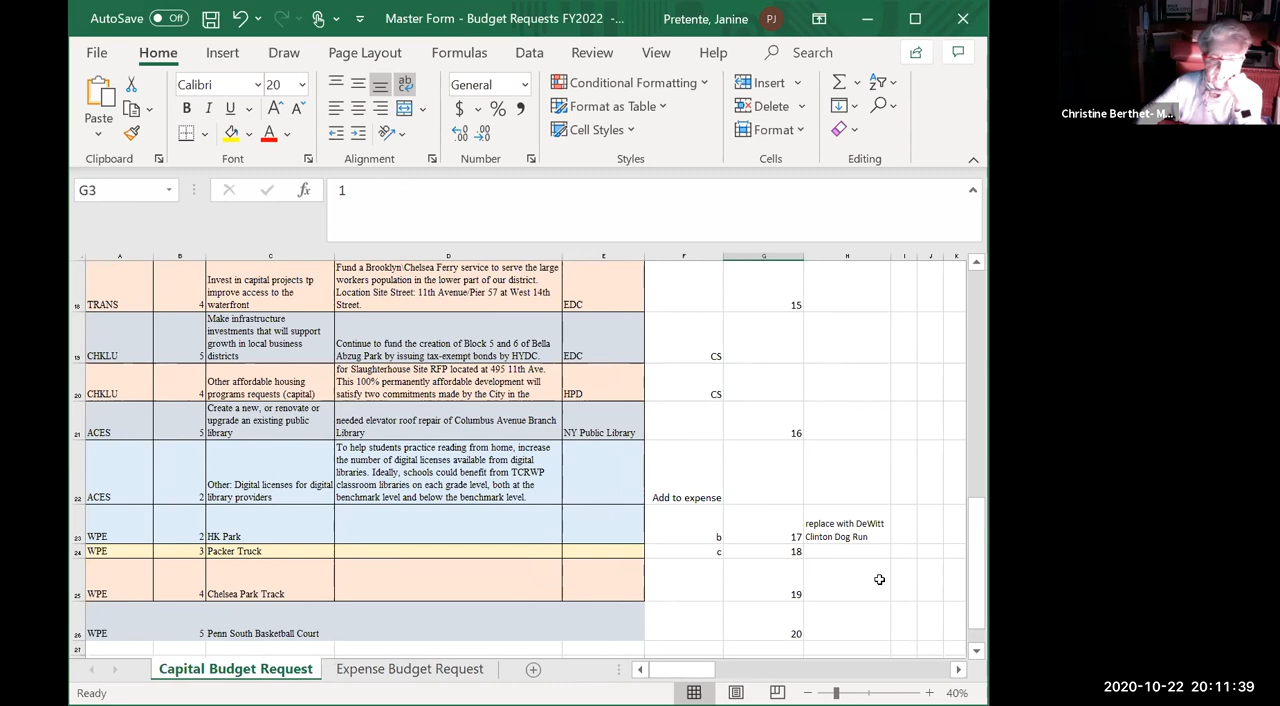 AutoSave Off Master Form - Budget Requests FY2022 -... Pretente, Janine PJ
File Home Insert Draw Page Layout Formulas Data Review View Help Search
Paste
Calibri 20
B I U
General
$ % ,
Conditional Formatting
Format as Table
Cell Styles
Insert
Delete
Format
Clipboard Font Alignment Number Styles Cells Editing
G3 fx 1
A B C D E F G H I J K
18 TRANS 4
Invest in capital projects tp
improve access to the
waterfront
Fund a Brooklyn\Chelsea Ferry service to serve the large
workers population in the lower part of our district.
Location Site Street: 11th Avenue/Pier 57 at West 14th
Street.
EDC 15
19 CHKLU 5
Make infrastructure
investments that will support
growth in local business
districts
Continue to fund the creation of Block 5 and 6 of Bella
Abzug Park by issuing tax-exempt bonds by HYDC.
EDC CS
20 CHKLU 4
Other affordable housing
programs requests (capital)
for Slaughterhouse Site RFP located at 495 11th Ave.
This 100% permanently affordable development will
satisfy two commitments made by the City in the
HPD CS
21 ACES 5
Create a new, or renovate or
upgrade an existing public
library
needed elevator roof repair of Columbus Avenue Branch
Library
NY Public Library 16
22 ACES 2
Other: Digital licenses for digital
library providers
To help students practice reading from home, increase
the number of digital licenses available from digital
libraries. Ideally, schools could benefit from TCRWP
classroom libraries on each grade level, both at the
benchmark level and below the benchmark level.
Add to expense
23 WPE 2 HK Park b 17
replace with DeWitt
Clinton Dog Run
24 WPE 3 Packer Truck c 18
25 WPE 4 Chelsea Park Track 19
26 WPE 5 Penn South Basketball Court 20
27
Capital Budget Request Expense Budget Request
Ready 40%
Christine Berthet- M...
2020-10-22 20:11:39